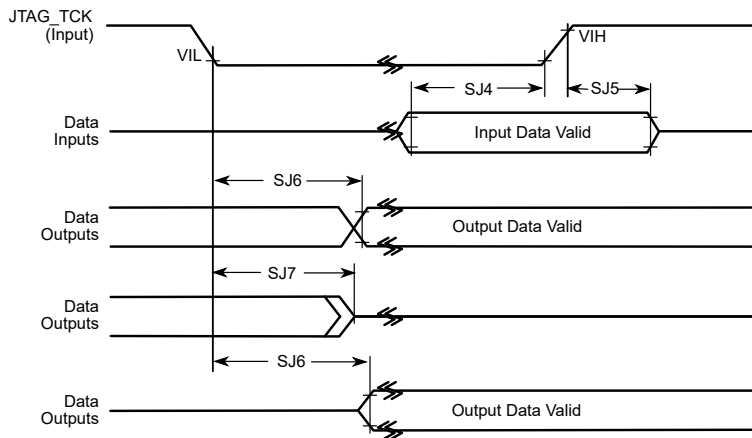 JTAG_TCK
(Input)
VIL
VIH
SJ4
SJ5
Data
Inputs
Input Data Valid
SJ6
Data
Outputs
Output Data Valid
SJ7
Data
Outputs
SJ6
Data
Outputs
Output Data Valid